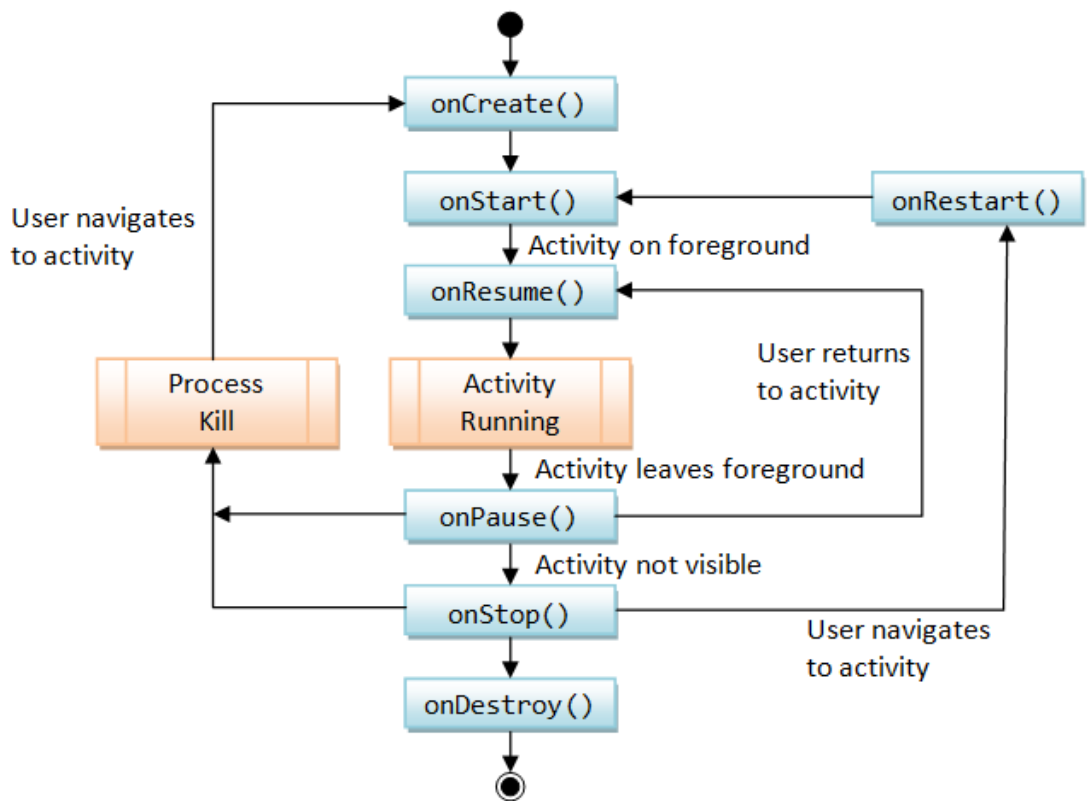 onCreate()
onStart()
onRestart()
User navigates
to activity
Activity on foreground
onResume()
User returns
to activity
Process
Kill
Activity
Running
Activity leaves foreground
onPause()
Activity not visible
onStop()
User navigates
to activity
onDestroy()